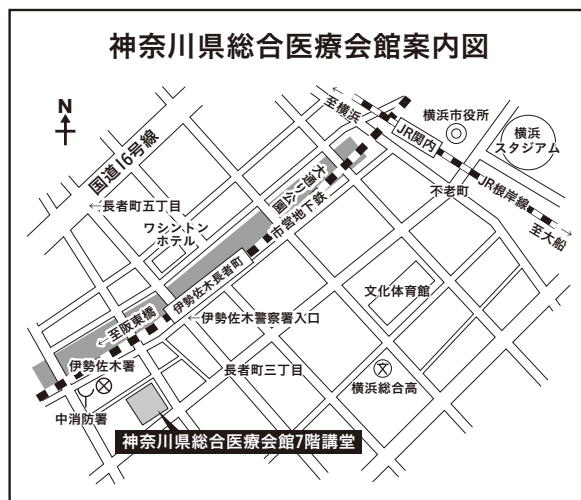 神奈川県総合医療会館案内図
N
国道16号線
←至横浜
JR関内
横浜市役所
横浜
スタジアム
JR根岸線
至大船→
不老町
←長者町五丁目
ワシントン
ホテル
大通り公園
市営地下鉄
伊勢佐木長者町
←至阪東橋
←伊勢佐木警察署入口
文化体育館
伊勢佐木署
中消防署
長者町三丁目
文
横浜総合高
神奈川県総合医療会館7階講堂